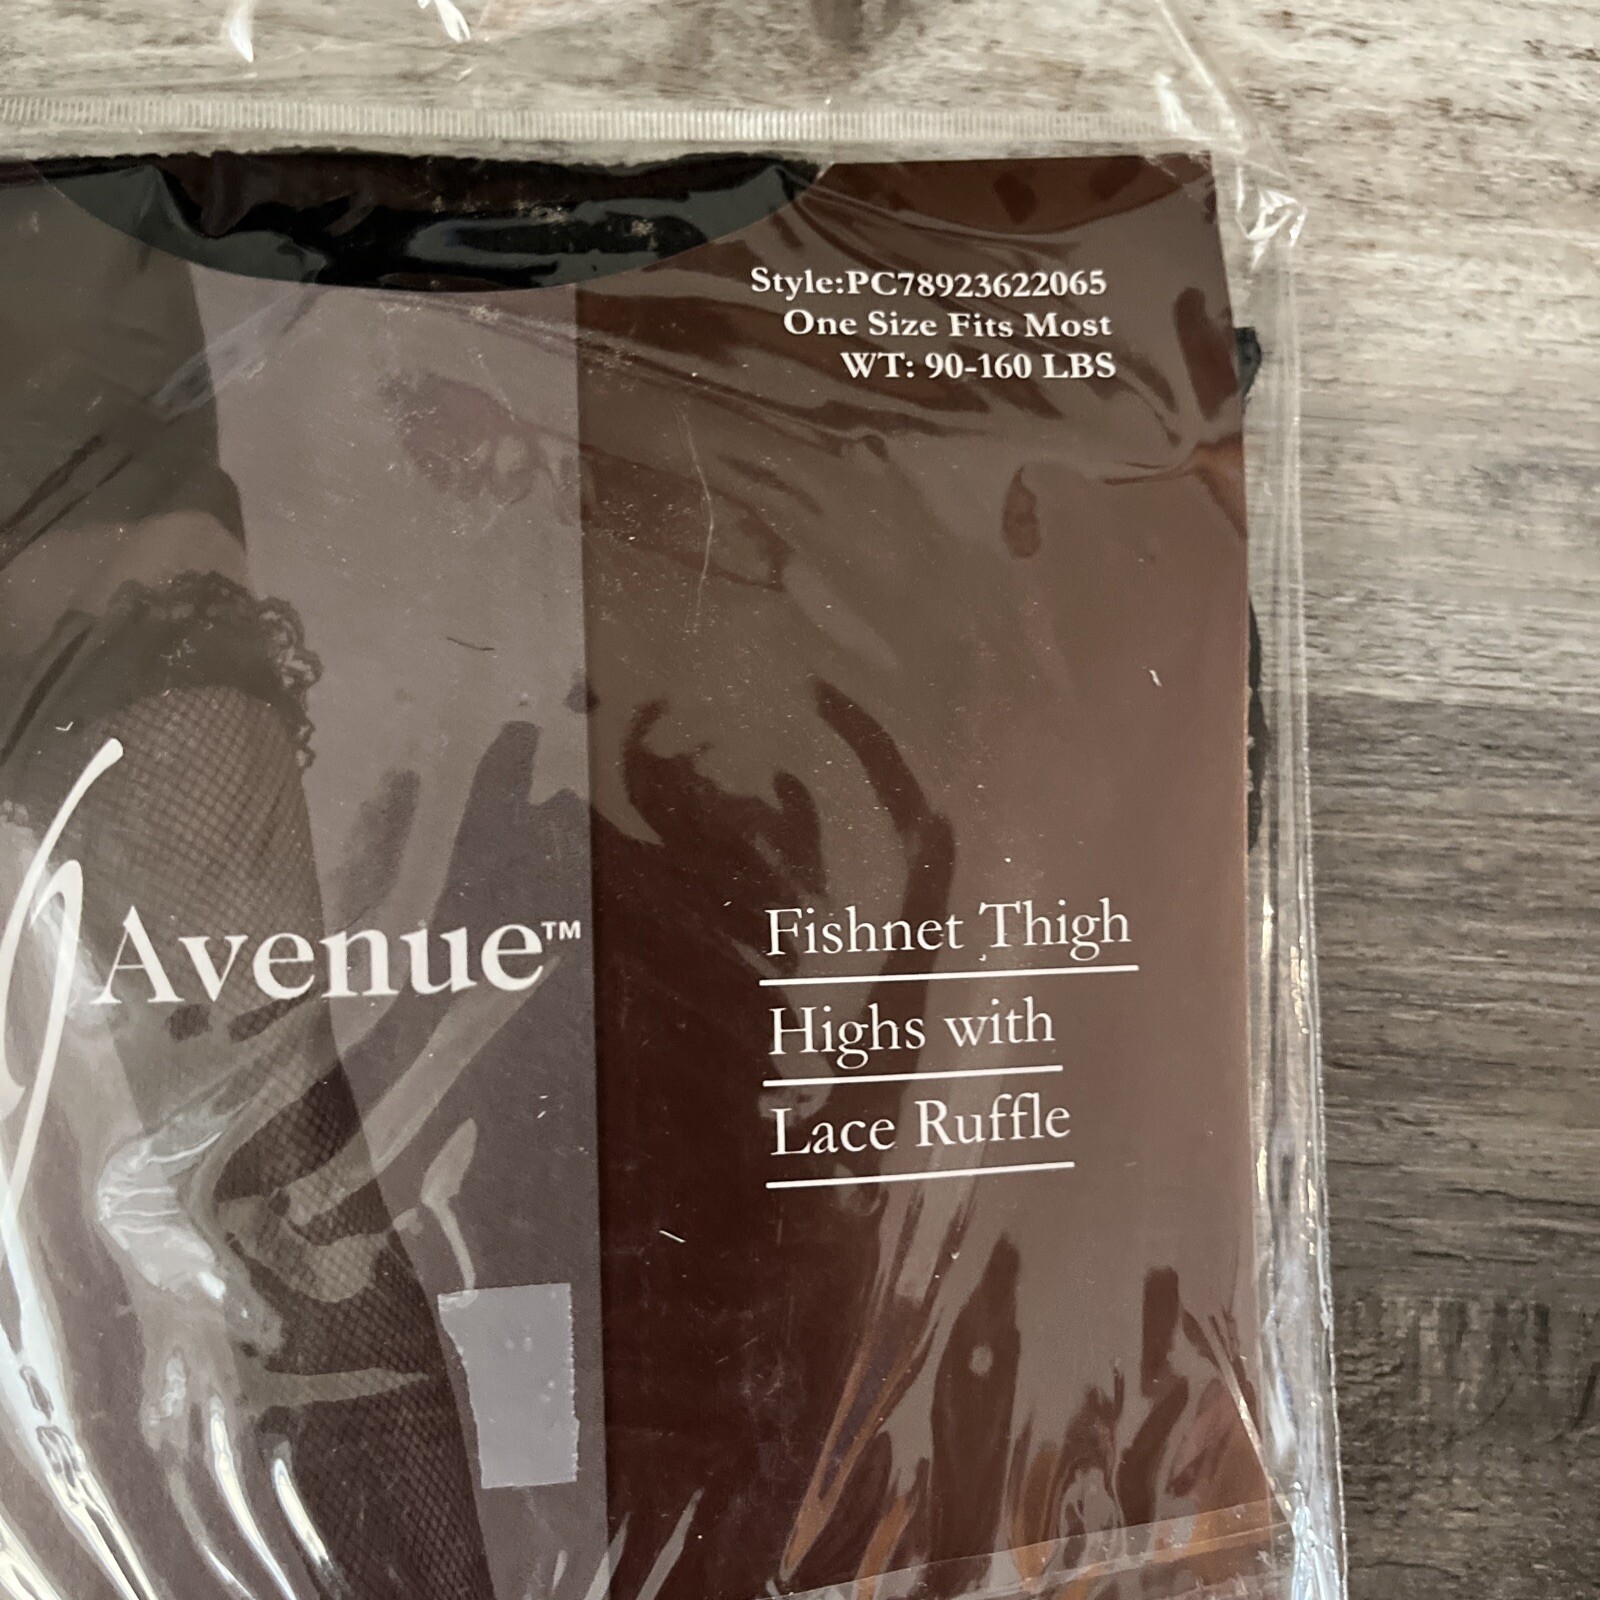 Style:PC78923622065
One Size Fits Most
WT: 90-160 LBS
Avenue™
Fishnet Thigh
Highs with
Lace Ruffle